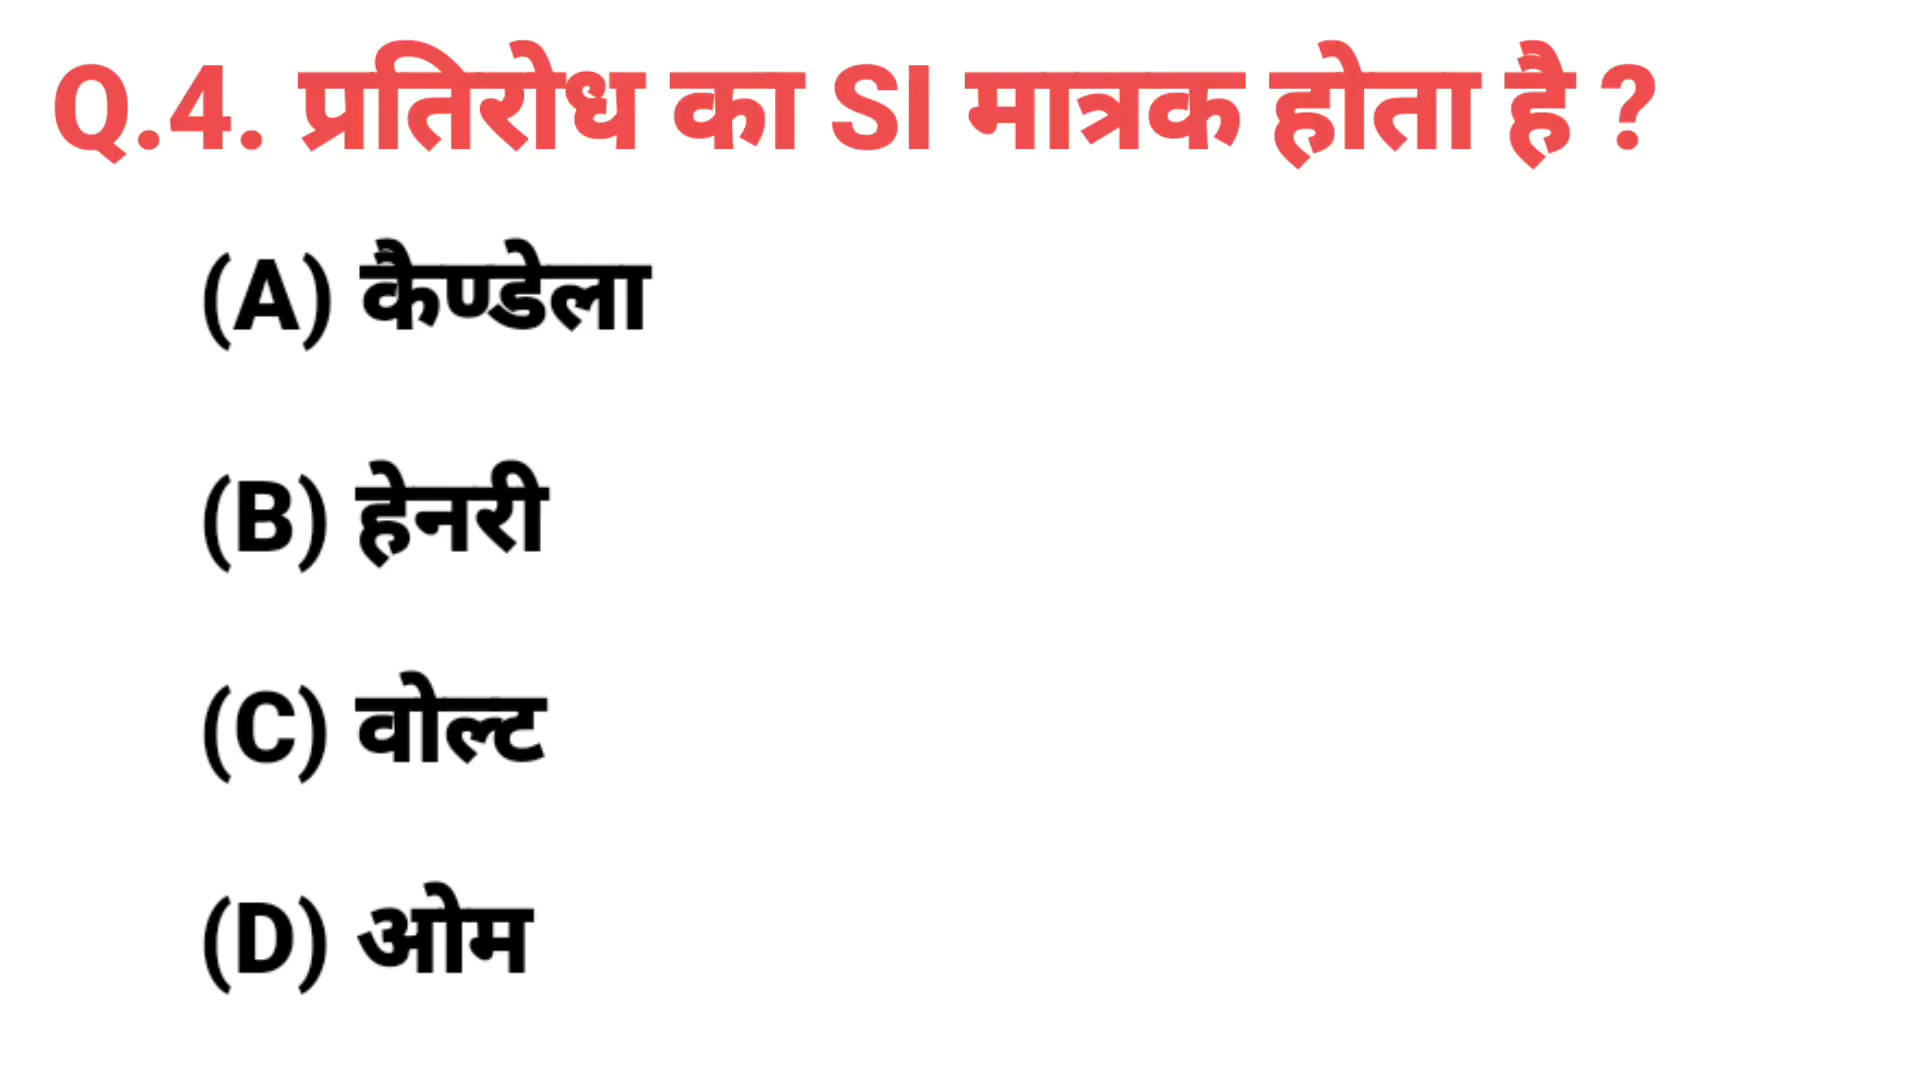 Q.4. प्रतिरोध का SI मात्रक होता है ?
(A) कैण्डेला
(B) हेनरी
(C) वोल्ट
(D) ओम